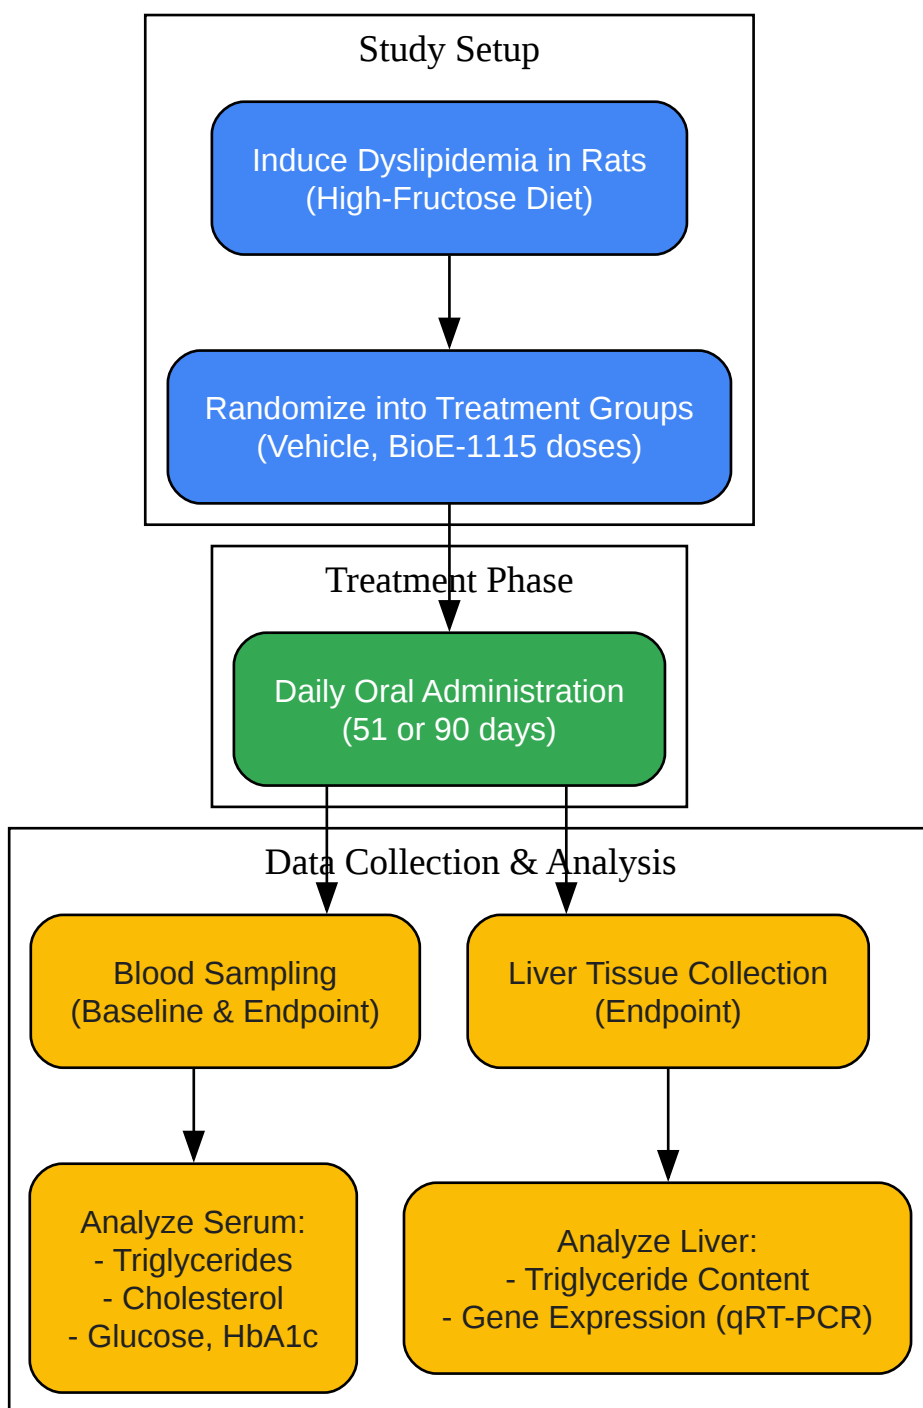 Study Setup
Induce Dyslipidemia in Rats
(High-Fructose Diet)
Randomize into Treatment Groups
(Vehicle, BioE-1115 doses)
Treatment Phase
Daily Oral Administration
(51 or 90 days)
Data Collection & Analysis
Blood Sampling
(Baseline & Endpoint)
Liver Tissue Collection
(Endpoint)
Analyze Serum:
- Triglycerides
- Cholesterol
- Glucose, HbA1c
Analyze Liver:
- Triglyceride Content
- Gene Expression (qRT-PCR)